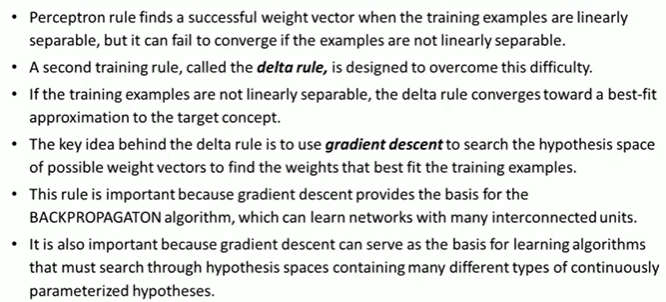 • Perceptron rule finds a successful weight vector when the training examples are linearly
separable, but it can fail to converge if the examples are not linearly separable.
• A second training rule, called the delta rule, is designed to overcome this difficulty.
• If the training examples are not linearly separable, the delta rule converges toward a best-fit
approximation to the target concept.
• The key idea behind the delta rule is to use gradient descent to search the hypothesis space
of possible weight vectors to find the weights that best fit the training examples.
• This rule is important because gradient descent provides the basis for the
BACKPROPAGATON algorithm, which can learn networks with many interconnected units.
• It is also important because gradient descent can serve as the basis for learning algorithms
that must search through hypothesis spaces containing many different types of continuously
parameterized hypotheses.